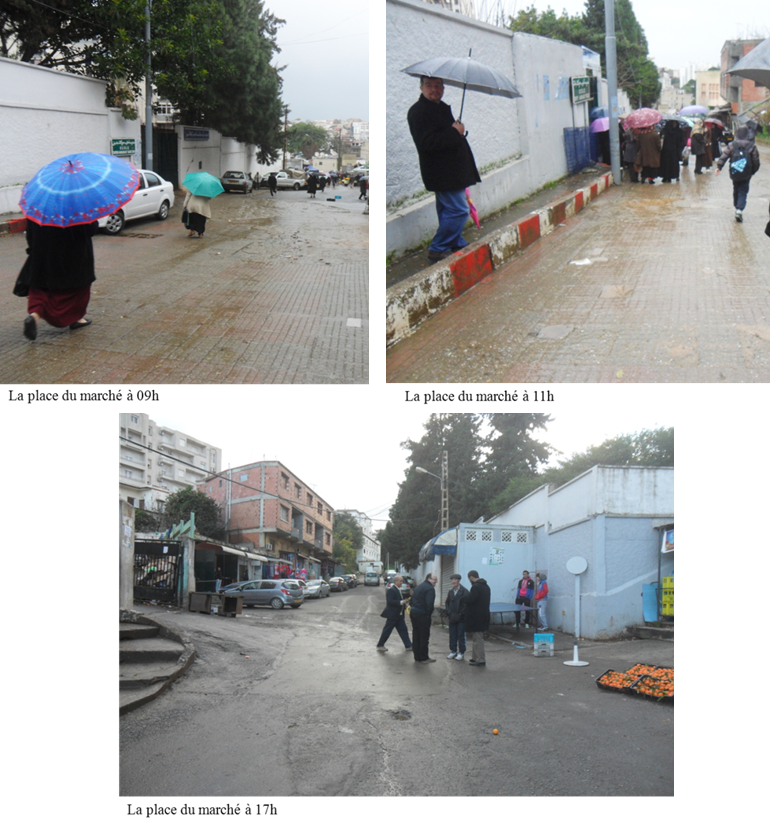 La place du marché à 09h
La place du marché à 11h
La place du marché à 17h